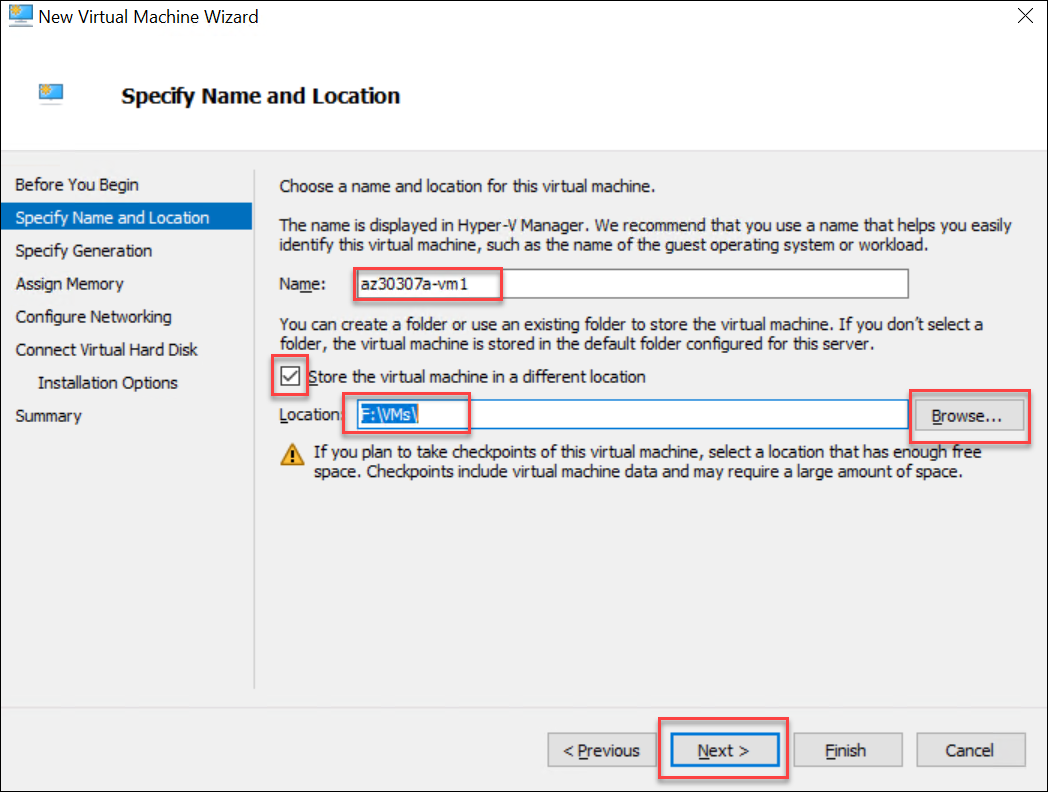 New Virtual Machine Wizard
Specify Name and Location
Before You Begin
Specify Name and Location
Specify Generation
Assign Memory
Configure Networking
Connect Virtual Hard Disk
Installation Options
Summary
Choose a name and location for this virtual machine.
The name is displayed in Hyper-V Manager. We recommend that you use a name that helps you easily
identify this virtual machine, such as the name of the guest operating system or workload.
Name: az30307a-vm1
You can create a folder or use an existing folder to store the virtual machine. If you don't select a
folder, the virtual machine is stored in the default folder configured for this server.
Store the virtual machine in a different location
Location: F:\VMs\ Browse...
If you plan to take checkpoints of this virtual machine, select a location that has enough free
space. Checkpoints include virtual machine data and may require a large amount of space.
< Previous Next > Finish Cancel